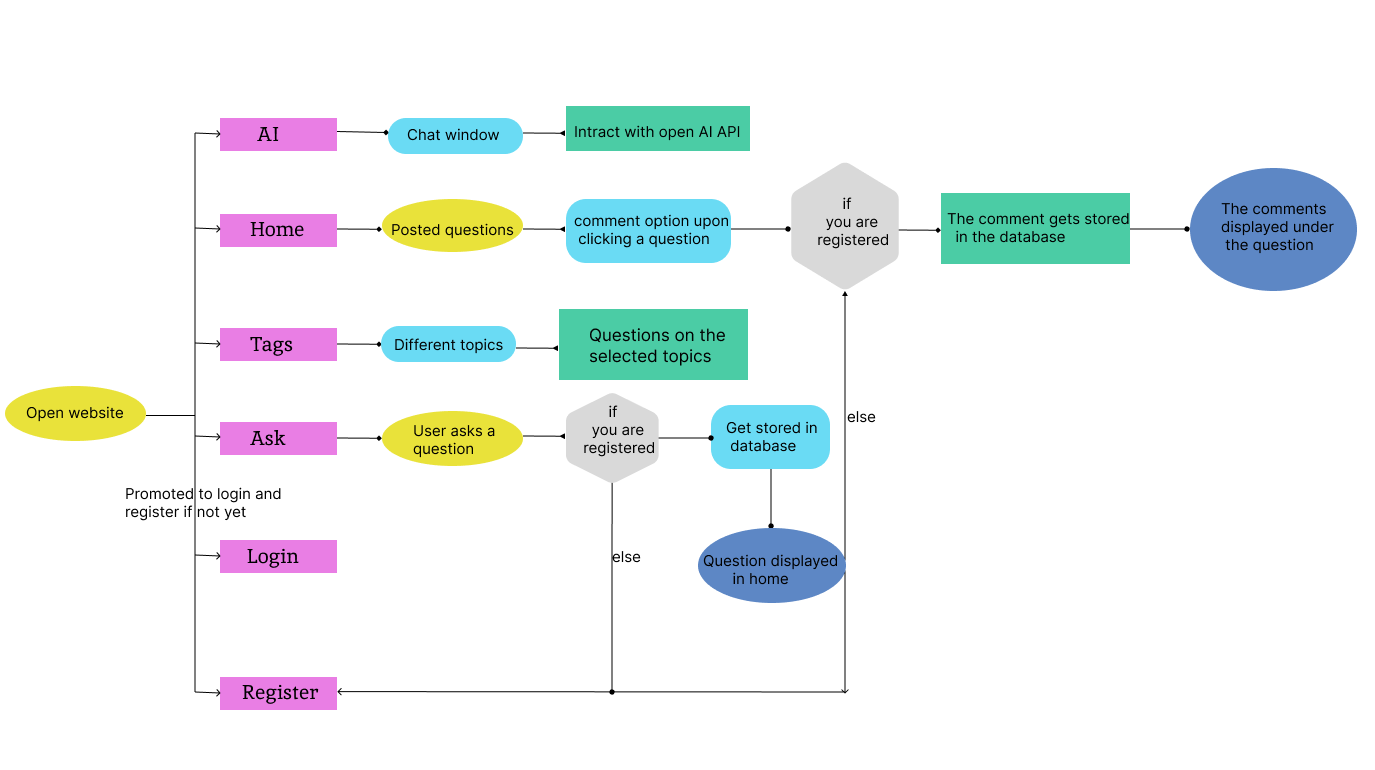 AI
Chat window
Intract with open AI API
Home
Posted questions
comment option upon
clicking a question
if
you are
registered
The comment gets stored
in the database
The comments
displayed under
the question
Tags
Different topics
Questions on the
selected topics
Open website
Ask
User asks a
question
if
you are
registered
Get stored in
database
else
Promoted to login and
register if not yet
Login
else
Question displayed
in home
Register